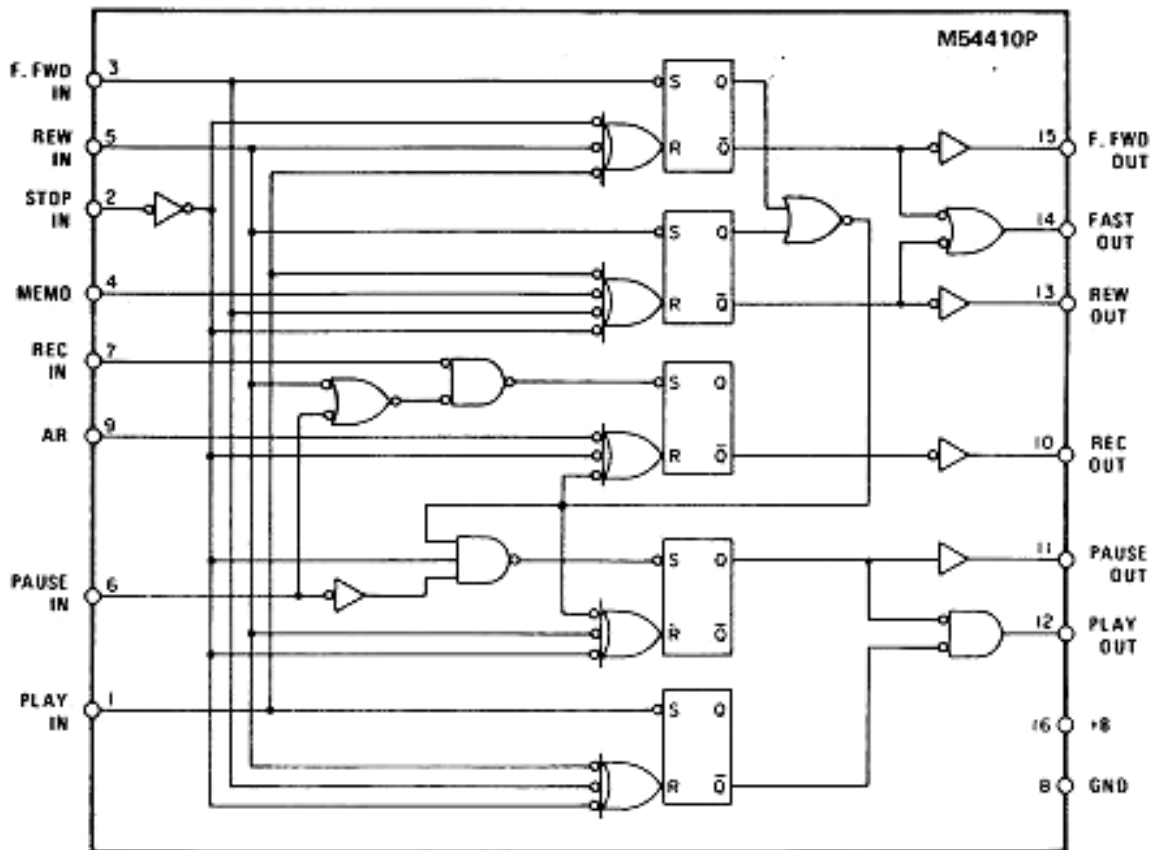 M54410P
F. FWD
IN
3
REW
IN
5
STOP
IN
2
MEMO
4
REC
IN
7
AR
9
PAUSE
IN
6
PLAY
IN
1
S Q
R Q̅
S Q
R Q̅
S Q
R Q̅
S Q
R Q̅
S Q
R Q̅
15
F. FWD
OUT
14
FAST
OUT
13
REW
OUT
10
REC
OUT
11
PAUSE
OUT
12
PLAY
OUT
16
+B
8
GND